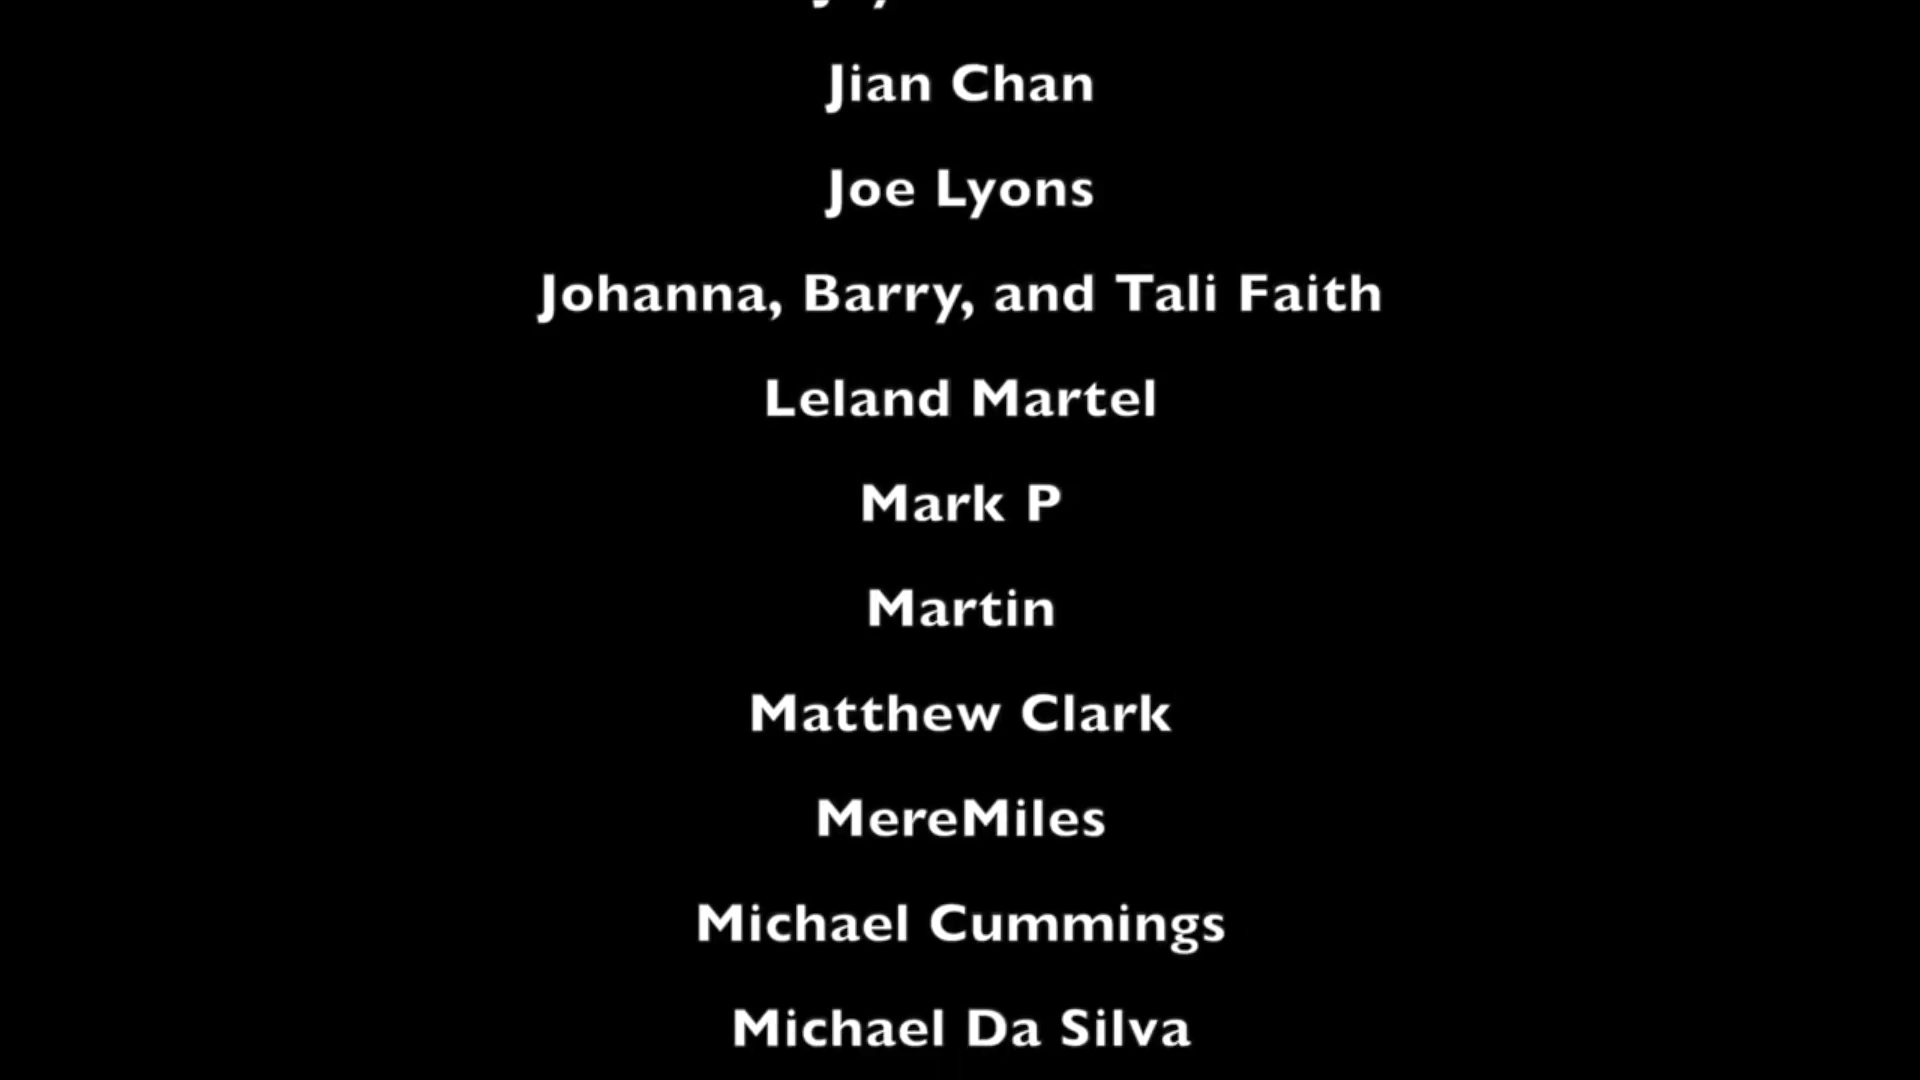 Jian Chan
Joe Lyons
Johanna, Barry, and Tali Faith
Leland Martel
Mark P
Martin
Matthew Clark
MereMiles
Michael Cummings
Michael Da Silva